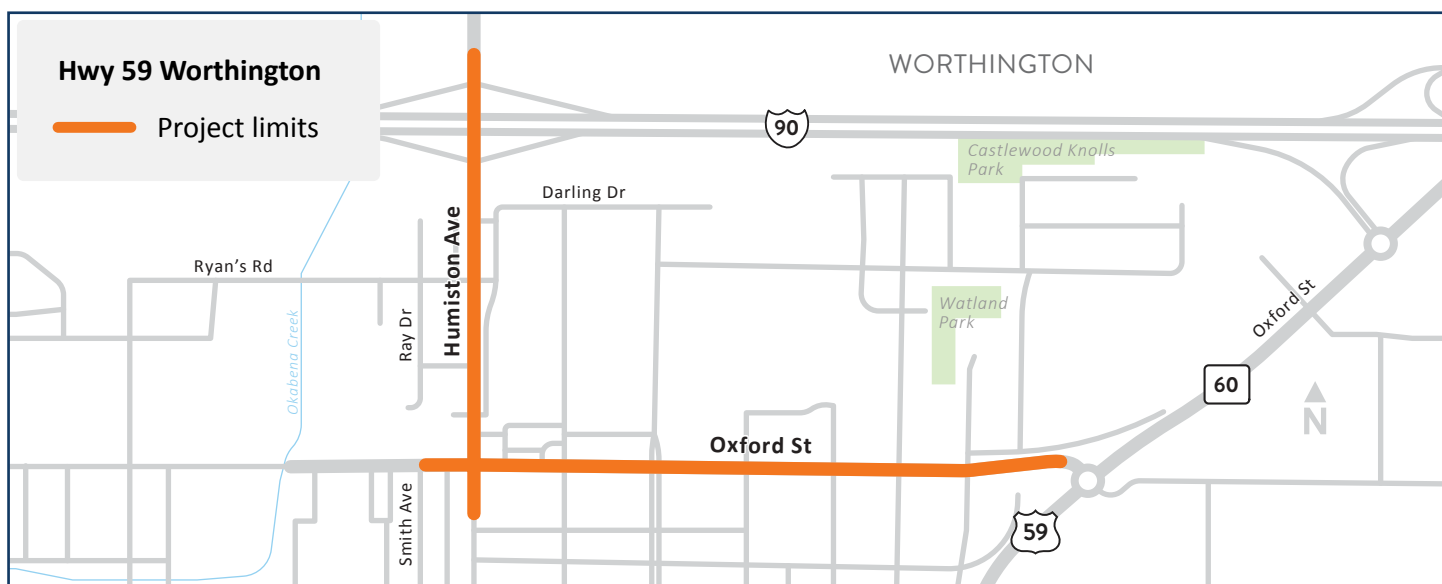 Hwy 59 Worthington
Project limits
WORTHINGTON
90
Castlewood Knolls
Park
Darling Dr
Humiston Ave
Ryan's Rd
Okabena Creek
Ray Dr
Watland
Park
Oxford St
60
N
Oxford St
Smith Ave
59